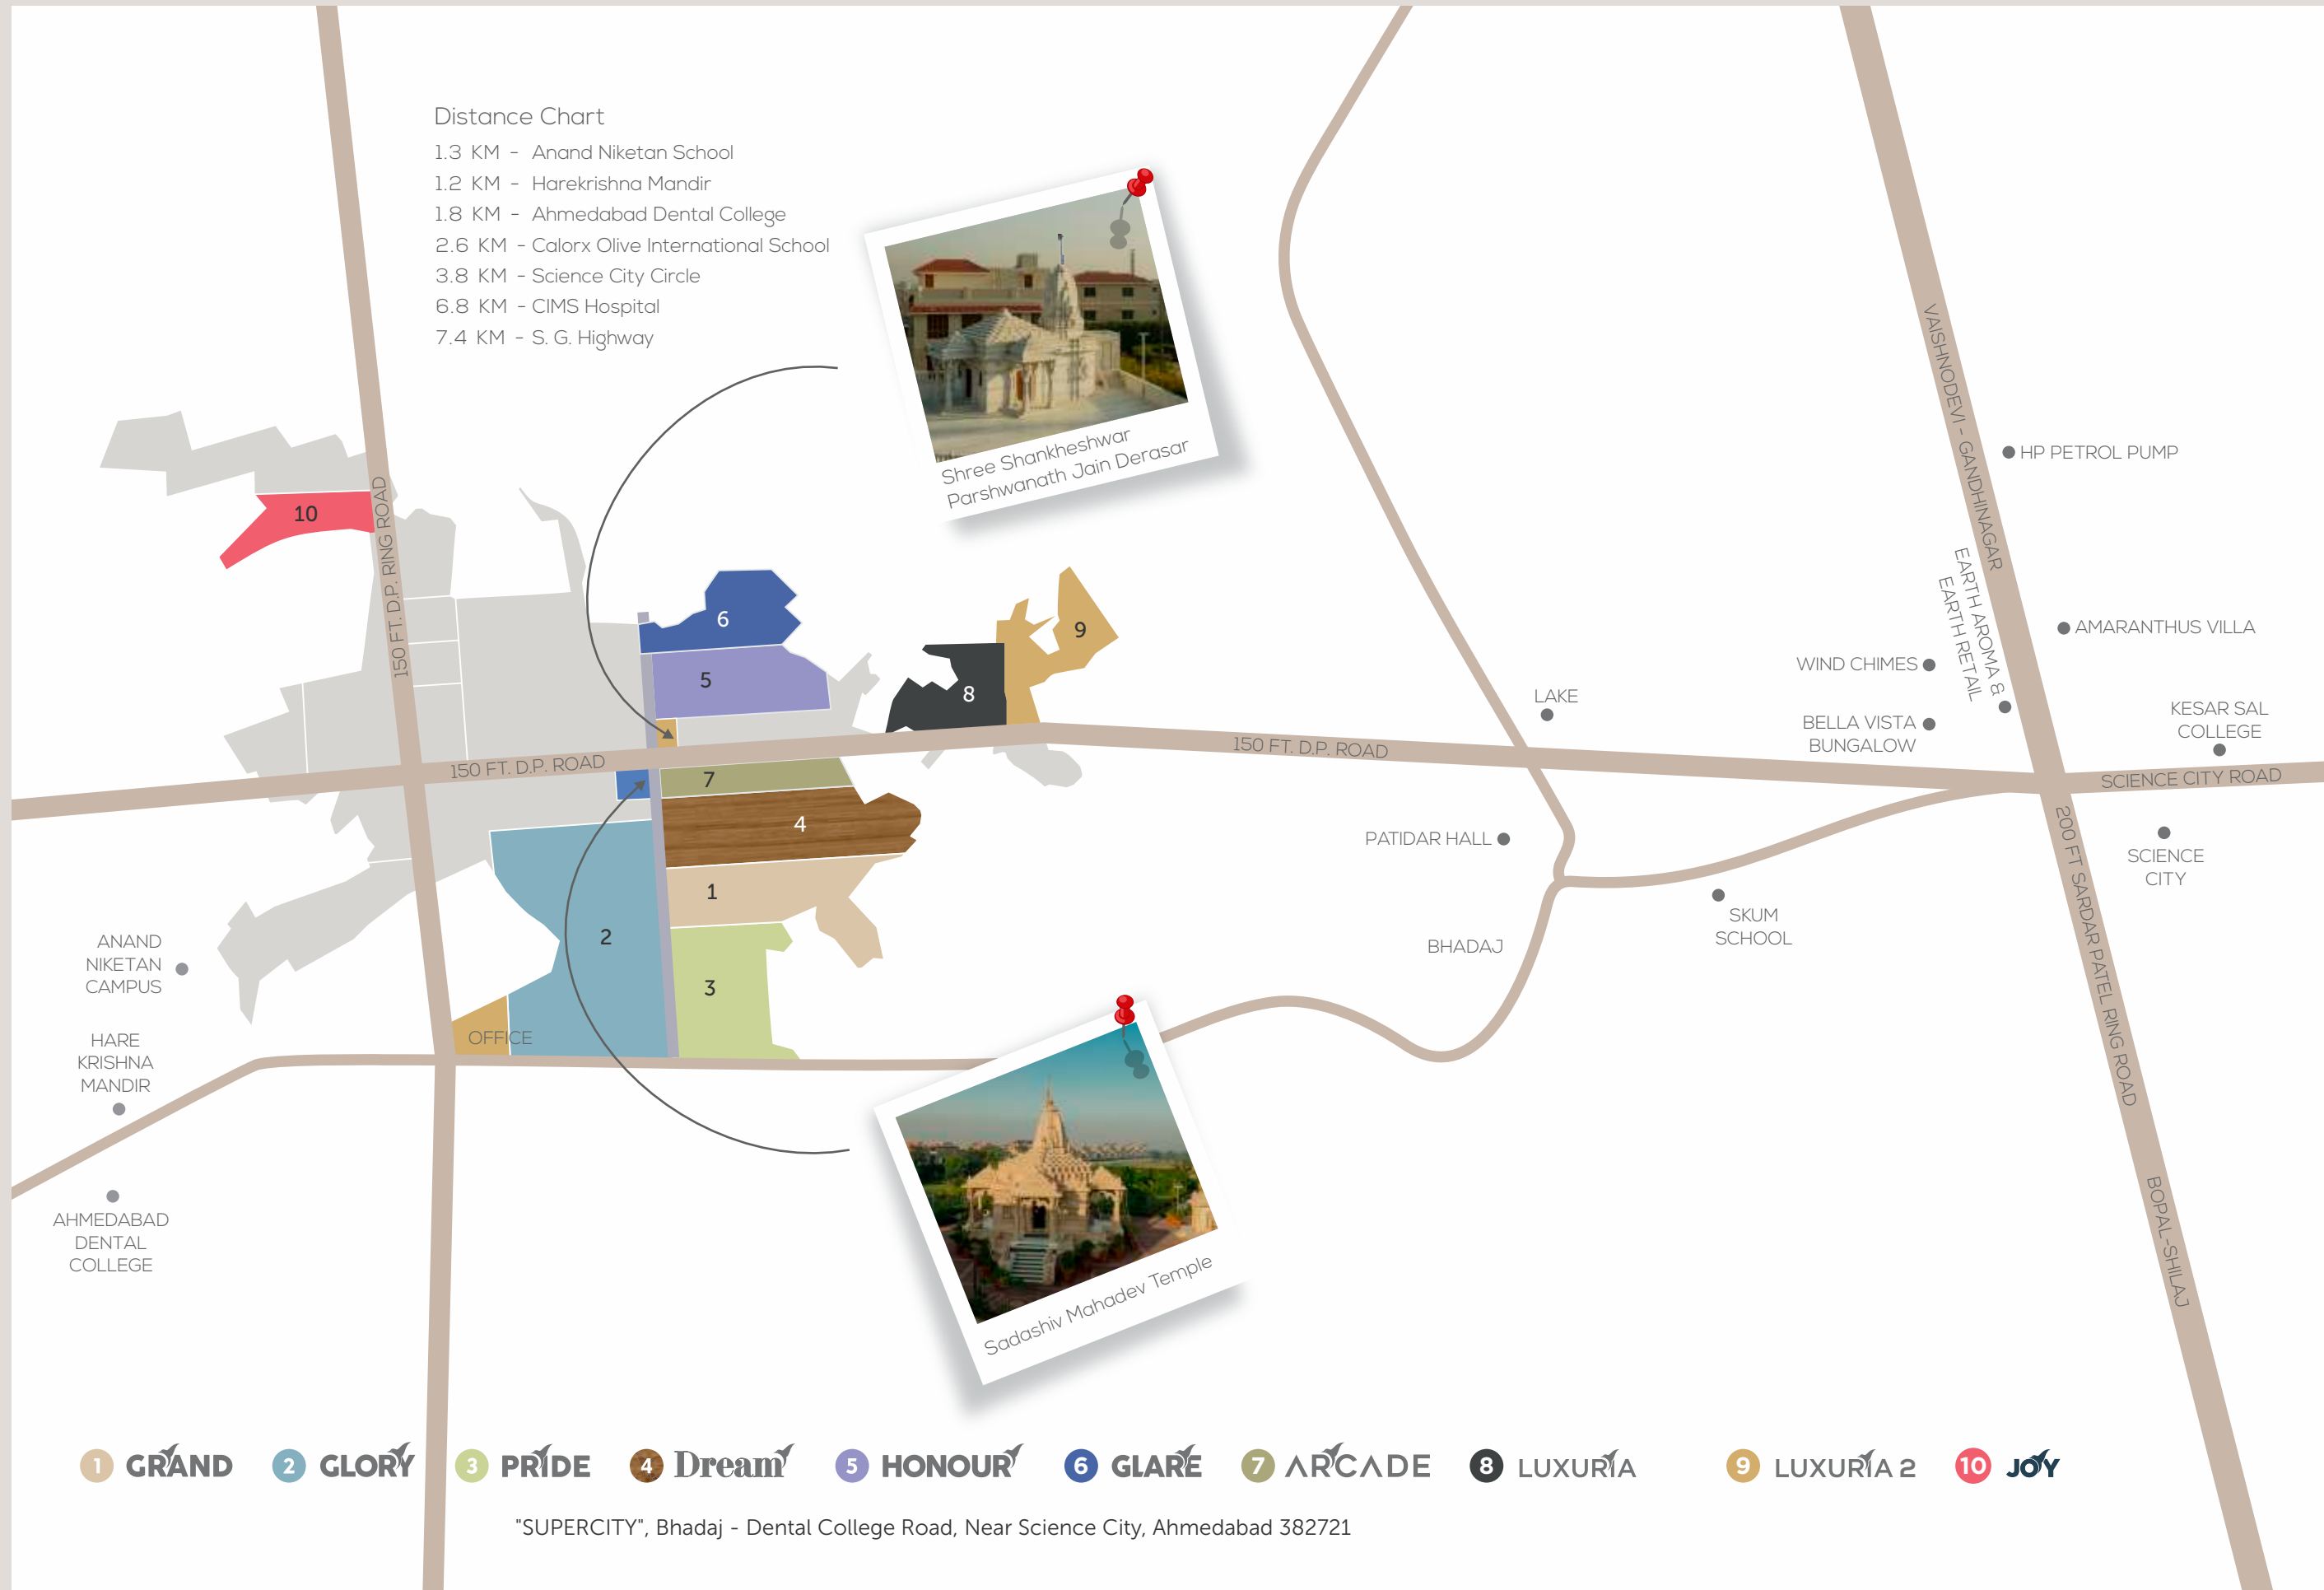 Distance Chart
1.3 KM - Anand Niketan School
1.2 KM - Harekrishna Mandir
1.8 KM - Ahmedabad Dental College
2.6 KM - Calorx Olive International School
3.8 KM - Science City Circle
6.8 KM - CIMS Hospital
7.4 KM - S. G. Highway
Shree Shankheshwar
Parshwanath Jain Derasar
10
150 FT. D.P. RING ROAD
6
5
9
8
150 FT. D.P. ROAD
7
4
1
2
3
OFFICE
150 FT. D.P. ROAD
VAISHNODEVI - GANDHINAGAR
HP PETROL PUMP
EARTH AROMA &
EARTH RETAIL
AMARANTHUS VILLA
WIND CHIMES
LAKE
BELLA VISTA
BUNGALOW
KESAR SAL
COLLEGE
SCIENCE CITY ROAD
PATIDAR HALL
SCIENCE
CITY
SKUM
SCHOOL
BHADAJ
200 FT SARDAR PATEL RING ROAD
BOPAL-SHILAJ
ANAND
NIKETAN
CAMPUS
HARE
KRISHNA
MANDIR
AHMEDABAD
DENTAL
COLLEGE
Sadashiv Mahadev Temple
1 GRAND 2 GLORY 3 PRIDE 4 Dream 5 HONOUR 6 GLARE 7 ARCADE 8 LUXURIA 9 LUXURIA 2 10 JOY
"SUPERCITY", Bhadaj - Dental College Road, Near Science City, Ahmedabad 382721